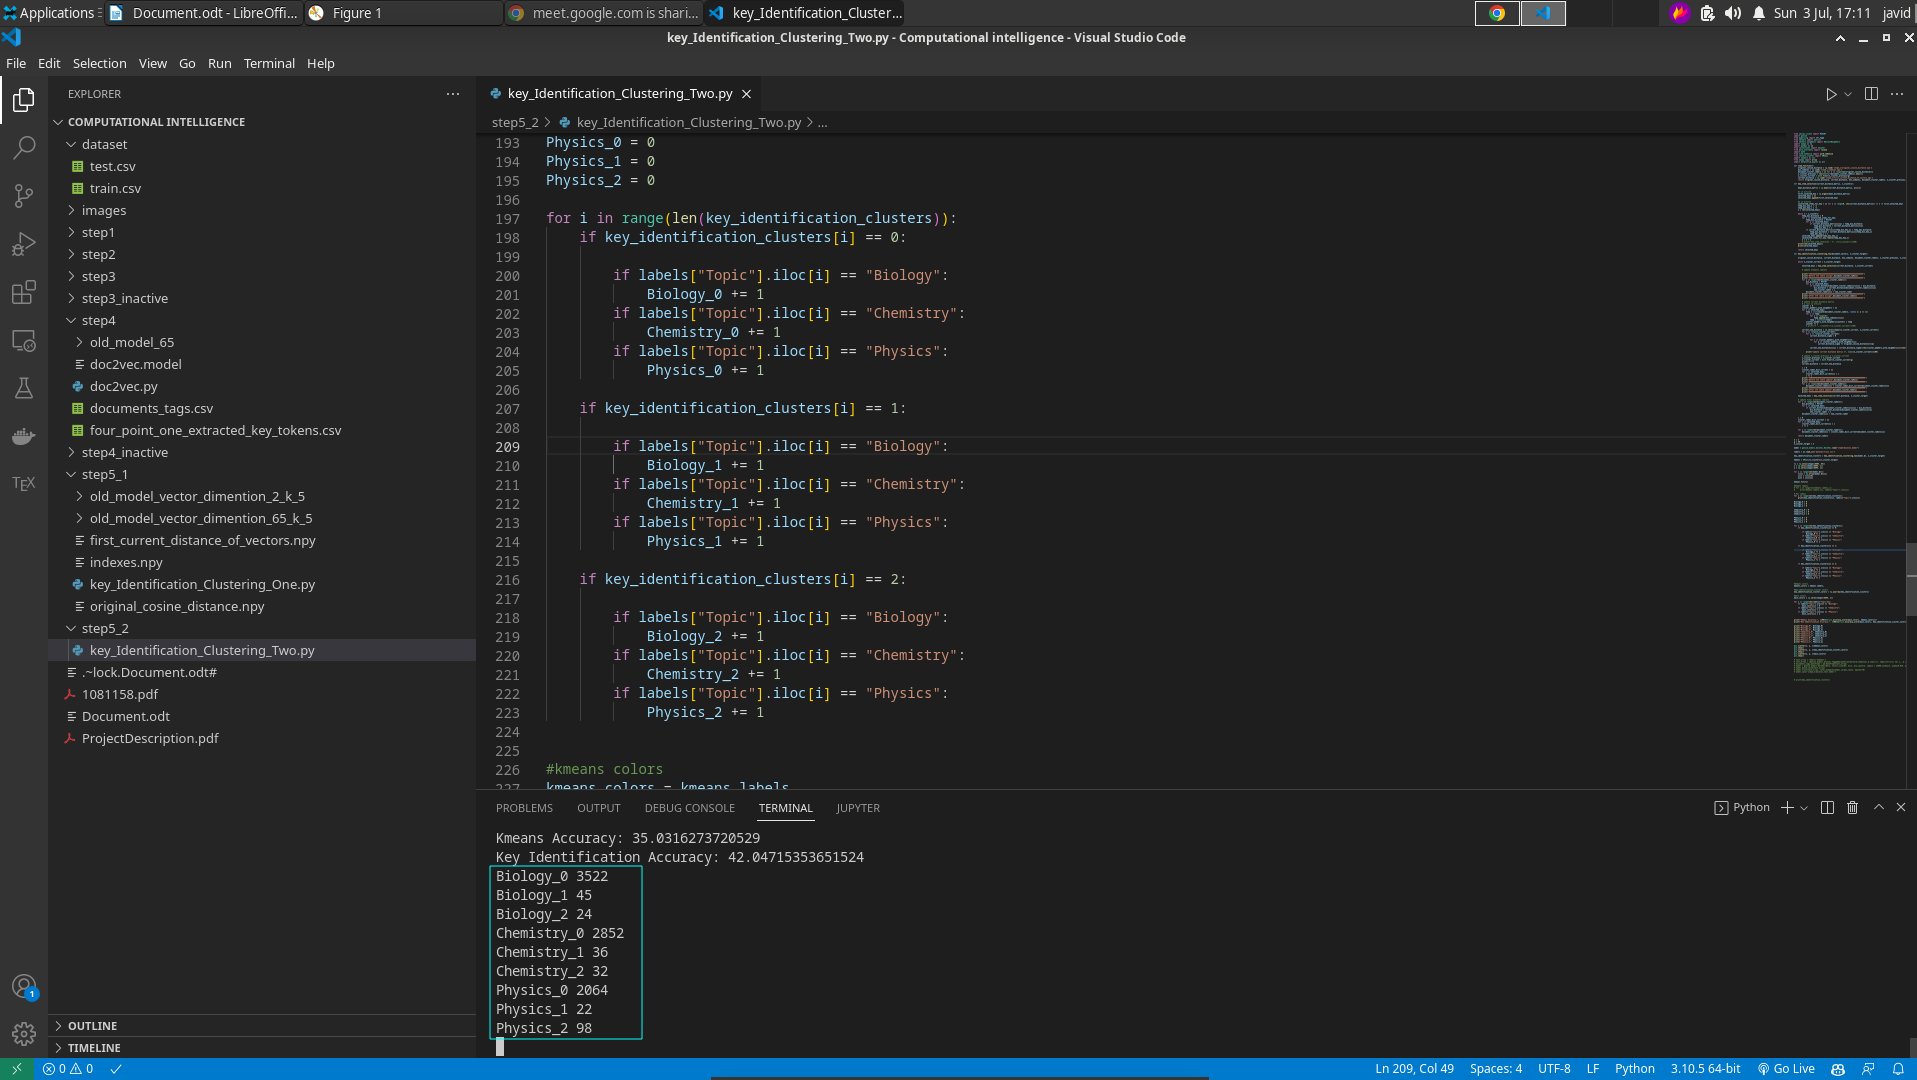 Applications
Document.odt - LibreOffi...
Figure 1
meet.google.com is shari...
key_Identification_Cluster...
Sun 3 Jul, 17:11 javid
key_Identification_Clustering_Two.py - Computational intelligence - Visual Studio Code
File Edit Selection View Go Run Terminal Help
EXPLORER
COMPUTATIONAL INTELLIGENCE
dataset
test.csv
train.csv
images
step1
step2
step3
step3_inactive
step4
old_model_65
doc2vec.model
doc2vec.py
documents_tags.csv
four_point_one_extracted_key_tokens.csv
step4_inactive
step5_1
old_model_vector_dimention_2_k_5
old_model_vector_dimention_65_k_5
first_current_distance_of_vectors.npy
indexes.npy
key_Identification_Clustering_One.py
original_cosine_distance.npy
step5_2
key_Identification_Clustering_Two.py
.~lock.Document.odt#
1081158.pdf
Document.odt
ProjectDescription.pdf
OUTLINE
TIMELINE
TEX
1
key_Identification_Clustering_Two.py
step5_2 > key_Identification_Clustering_Two.py > ...
193 Physics_0 = 0
194 Physics_1 = 0
195 Physics_2 = 0
196
197 for i in range(len(key_identification_clusters)):
198     if key_identification_clusters[i] == 0:
199
200         if labels["Topic"].iloc[i] == "Biology":
201             Biology_0 += 1
202         if labels["Topic"].iloc[i] == "Chemistry":
203             Chemistry_0 += 1
204         if labels["Topic"].iloc[i] == "Physics":
205             Physics_0 += 1
206
207     if key_identification_clusters[i] == 1:
208
209         if labels["Topic"].iloc[i] == "Biology":
210             Biology_1 += 1
211         if labels["Topic"].iloc[i] == "Chemistry":
212             Chemistry_1 += 1
213         if labels["Topic"].iloc[i] == "Physics":
214             Physics_1 += 1
215
216     if key_identification_clusters[i] == 2:
217
218         if labels["Topic"].iloc[i] == "Biology":
219             Biology_2 += 1
220         if labels["Topic"].iloc[i] == "Chemistry":
221             Chemistry_2 += 1
222         if labels["Topic"].iloc[i] == "Physics":
223             Physics_2 += 1
224
225
226 #kmeans colors
227 kmeans_colors = kmeans.labels_
PROBLEMS OUTPUT DEBUG CONSOLE TERMINAL JUPYTER
Python
Kmeans Accuracy: 35.0316273720529
Key Identification Accuracy: 42.04715353651524
Biology_0 3522
Biology_1 45
Biology_2 24
Chemistry_0 2852
Chemistry_1 36
Chemistry_2 32
Physics_0 2064
Physics_1 22
Physics_2 98
0 0
Ln 209, Col 49 Spaces: 4 UTF-8 LF Python 3.10.5 64-bit Go Live